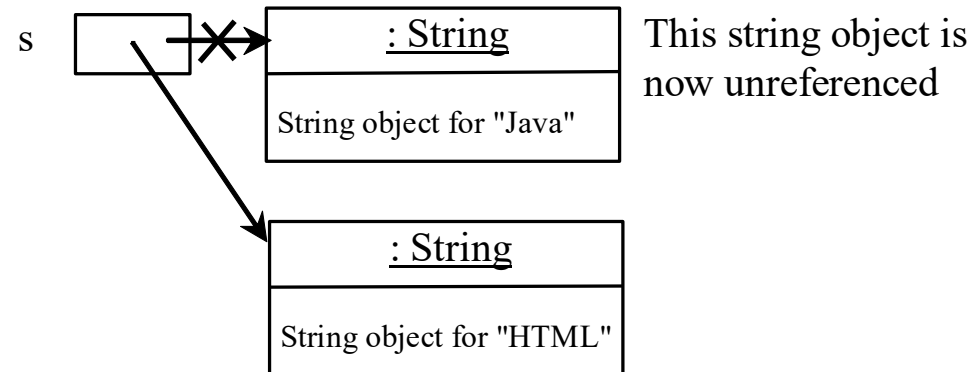 s
: String
This string object is
now unreferenced
String object for "Java"
: String
String object for "HTML"